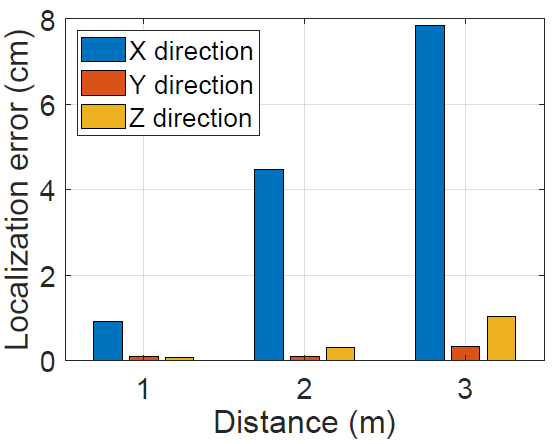 Localization error (cm)
8
6
4
2
0
X direction
Y direction
Z direction
1 2 3
Distance (m)